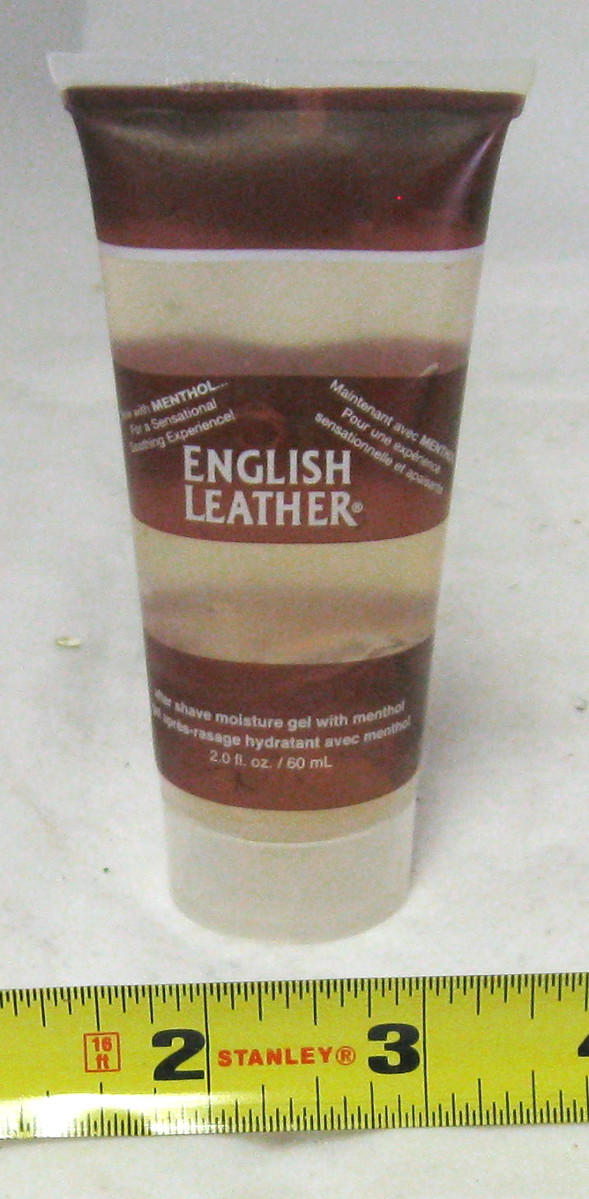 with MENTHOL...
For a Sensational
Soothing Experience!
Maintenant avec MENTHOL
Pour une expérience
sensationnelle et apaisante
ENGLISH
LEATHER®
after shave moisture gel with menthol
après-rasage hydratant avec menthol
2.0 fl. oz. / 60 mL
16
ft
2 STANLEY® 3